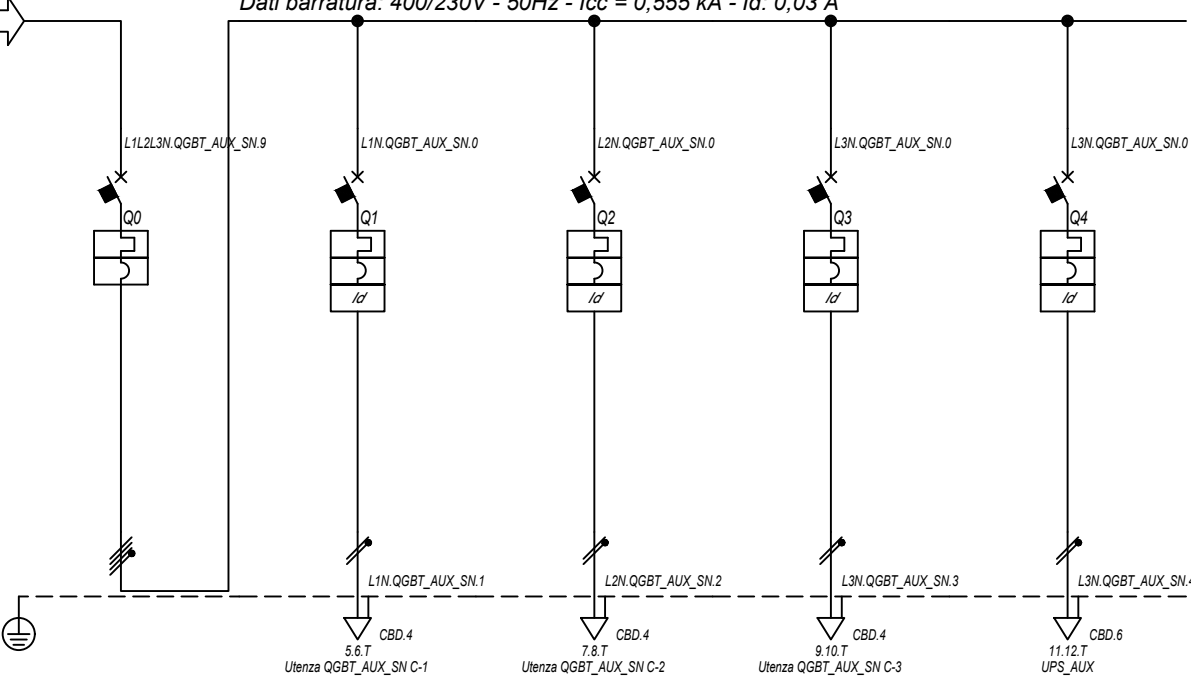 Dati barratura: 400/230V - 50Hz - Icc = 0,555 kA - Id: 0,03 A
L1L2L3N.QGBT_AUX_SN.9
L1N.QGBT_AUX_SN.0
L2N.QGBT_AUX_SN.0
L3N.QGBT_AUX_SN.0
L3N.QGBT_AUX_SN.0
Q0
Q1
Q2
Q3
Q4
Id
Id
Id
Id
L1N.QGBT_AUX_SN.1
L2N.QGBT_AUX_SN.2
L3N.QGBT_AUX_SN.3
L3N.QGBT_AUX_SN.4
CBD.4
CBD.4
CBD.4
CBD.6
5.6.T
7.8.T
9.10.T
11.12.T
Utenza QGBT_AUX_SN C-1
Utenza QGBT_AUX_SN C-2
Utenza QGBT_AUX_SN C-3
UPS_AUX